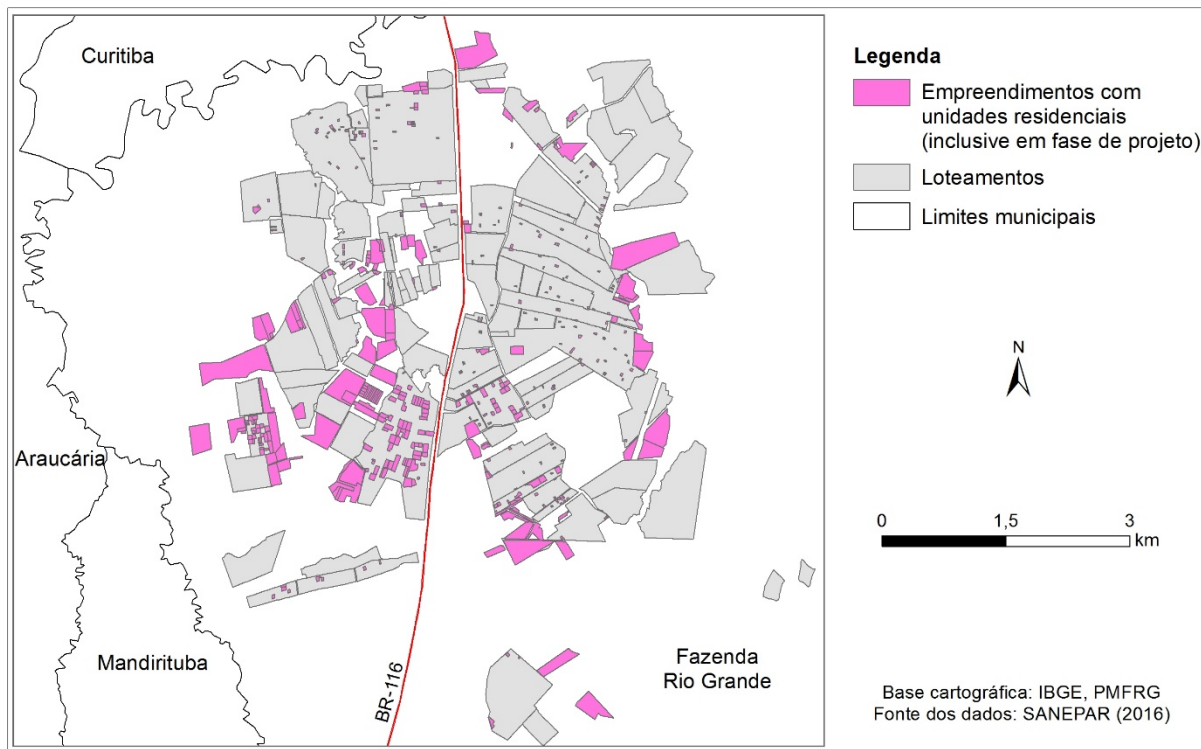 Curitiba
Araucária
Mandirituba
BR-116
Fazenda
Rio Grande
Legenda
Empreendimentos com
unidades residenciais
(inclusive em fase de projeto)
Loteamentos
Limites municipais
N
0 1,5 3
km
Base cartográfica: IBGE, PMFRG
Fonte dos dados: SANEPAR (2016)